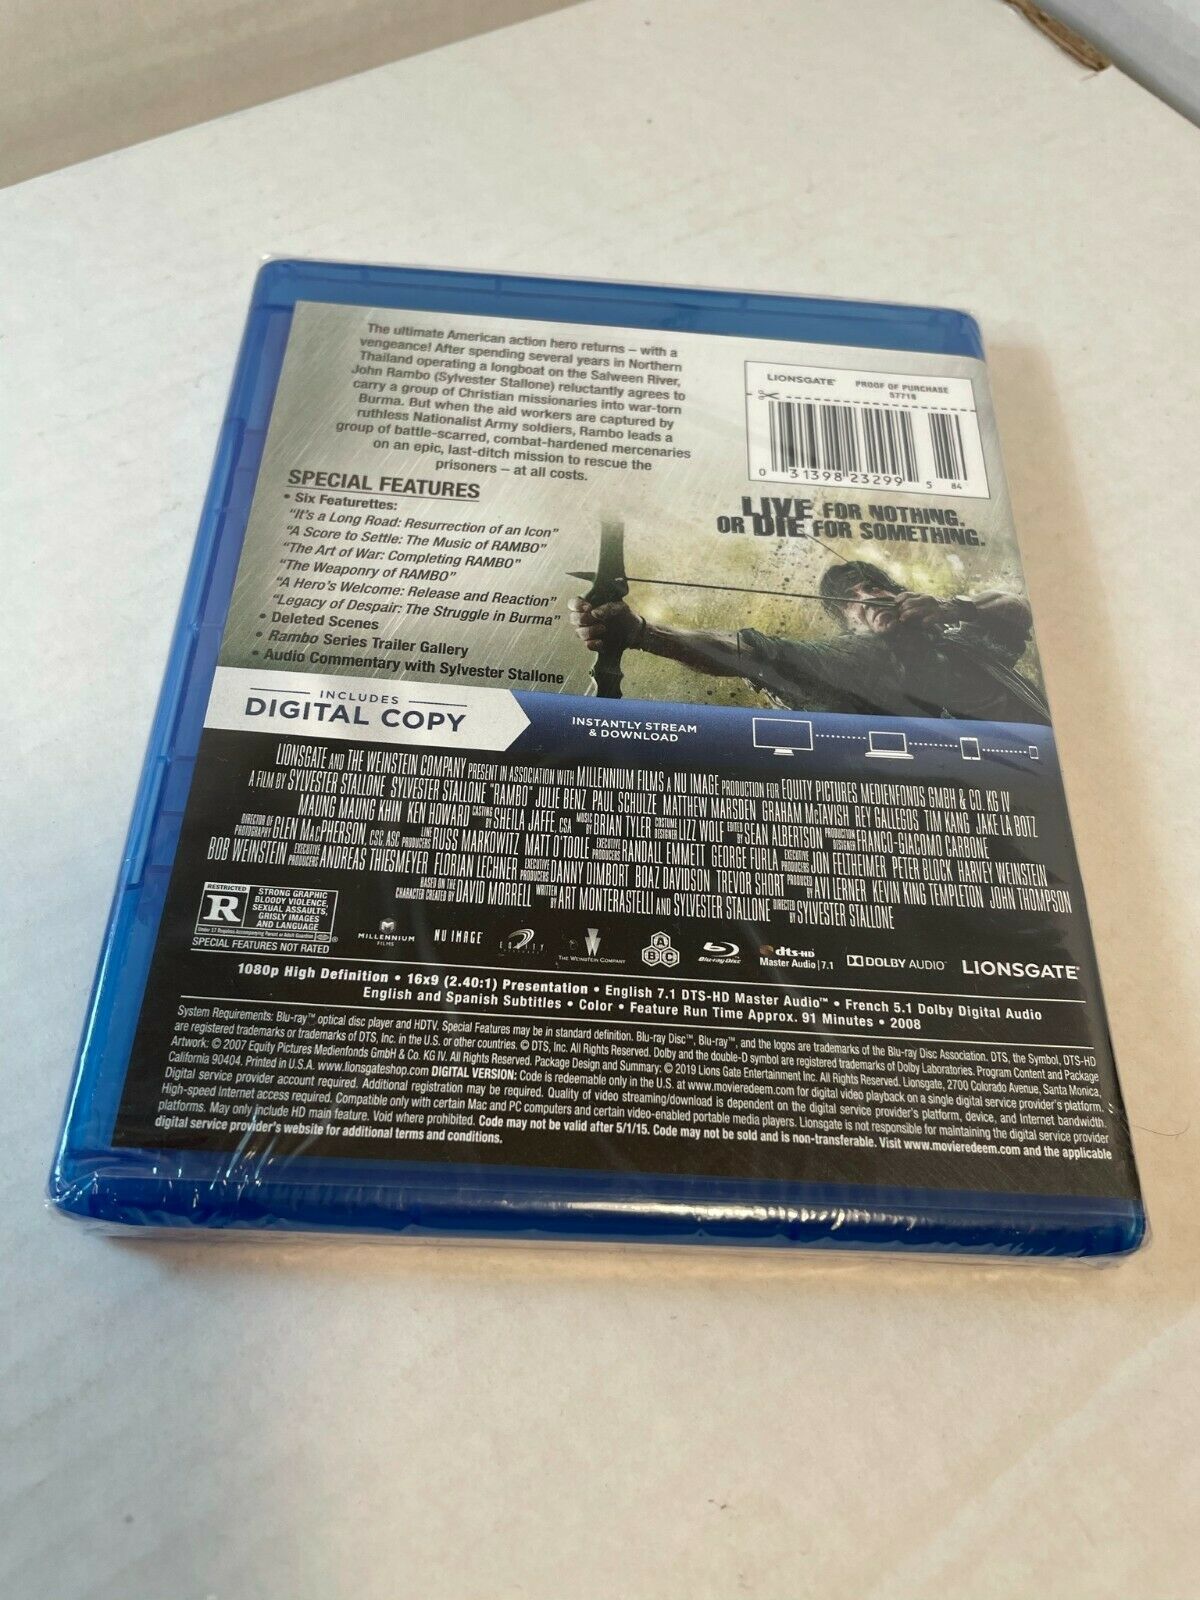 The ultimate American action hero returns – with a
vengeance! After spending several years in Northern
Thailand operating a longboat on the Salween River,
John Rambo (Sylvester Stallone) reluctantly agrees to
carry a group of Christian missionaries into war-torn
Burma. But when the aid workers are captured by
ruthless Nationalist Army soldiers, Rambo leads a
group of battle-scarred, combat-hardened mercenaries
on an epic, last-ditch mission to rescue the
prisoners – at all costs.
LIONSGATE® PROOF OF PURCHASE
57718
0 31398 23299 5 84
SPECIAL FEATURES
• Six Featurettes:
"It's a Long Road: Resurrection of an Icon"
"A Score to Settle: The Music of RAMBO"
"The Art of War: Completing RAMBO"
"The Weaponry of RAMBO"
"A Hero's Welcome: Release and Reaction"
"Legacy of Despair: The Struggle in Burma"
• Deleted Scenes
• Rambo Series Trailer Gallery
• Audio Commentary with Sylvester Stallone
LIVE FOR NOTHING.
OR DIE FOR SOMETHING.
INCLUDES
DIGITAL COPY
INSTANTLY STREAM
& DOWNLOAD
LIONSGATE AND THE WEINSTEIN COMPANY PRESENT IN ASSOCIATION WITH MILLENNIUM FILMS A NU IMAGE PRODUCTION FOR EQUITY PICTURES MEDIENFONDS GMBH & CO. KG IV
A FILM BY SYLVESTER STALLONE SYLVESTER STALLONE "RAMBO" JULIE BENZ PAUL SCHULZE MATTHEW MARSDEN GRAHAM McTAVISH REY GALLEGOS TIM KANG JAKE LA BOTZ
MAUNG MAUNG KHIN KEN HOWARD CASTING BY SHEILA JAFFE, CSA MUSIC BY BRIAN TYLER COSTUME DESIGNER LIZZ WOLF EDITED BY SEAN ALBERTSON PRODUCTION DESIGNER FRANCO-GIACOMO CARBONE
DIRECTOR OF PHOTOGRAPHY GLEN MacPHERSON, CSC, ASC LINE PRODUCERS RUSS MARKOWITZ MATT O'TOOLE EXECUTIVE PRODUCERS RANDALL EMMETT GEORGE FURLA EXECUTIVE PRODUCERS JON FELTHEIMER PETER BLOCK HARVEY WEINSTEIN
BOB WEINSTEIN EXECUTIVE PRODUCERS ANDREAS THIESMEYER FLORIAN LECHNER EXECUTIVE PRODUCERS DANNY DIMBORT BOAZ DAVIDSON TREVOR SHORT PRODUCED BY AVI LERNER KEVIN KING TEMPLETON JOHN THOMPSON
BASED ON THE CHARACTER CREATED BY DAVID MORRELL WRITTEN BY ART MONTERASTELLI AND SYLVESTER STALLONE DIRECTED BY SYLVESTER STALLONE
RESTRICTED
R
Under 17 Requires Accompanying Parent or Adult Guardian
STRONG GRAPHIC
BLOODY VIOLENCE,
SEXUAL ASSAULTS,
GRISLY IMAGES
AND LANGUAGE
SPECIAL FEATURES NOT RATED
MILLENNIUM
FILMS
NU IMAGE
EQUITY
THE WEINSTEIN COMPANY
A
B C
Blu-ray Disc
dts-HD
Master Audio | 7.1
DOLBY AUDIO™
LIONSGATE®
1080p High Definition • 16x9 (2.40:1) Presentation • English 7.1 DTS-HD Master Audio™ • French 5.1 Dolby Digital Audio
English and Spanish Subtitles • Color • Feature Run Time Approx. 91 Minutes • 2008
System Requirements: Blu-ray™ optical disc player and HDTV. Special Features may be in standard definition. Blu-ray Disc™, Blu-ray™, and the logos are trademarks of the Blu-ray Disc Association. DTS, the Symbol, DTS-HD
are registered trademarks or trademarks of DTS, Inc. in the U.S. or other countries. © DTS, Inc. All Rights Reserved. Dolby and the double-D symbol are registered trademarks of Dolby Laboratories. Program Content and Package
Artwork: © 2007 Equity Pictures Medienfonds GmbH & Co. KG IV. All Rights Reserved. Package Design and Summary: © 2019 Lions Gate Entertainment Inc. All Rights Reserved. Lionsgate, 2700 Colorado Avenue, Santa Monica,
California 90404. Printed in U.S.A. www.lionsgateshop.com DIGITAL VERSION: Code is redeemable only in the U.S. at www.movieredeem.com for digital video playback on a single digital service provider's platform.
Digital service provider account required. Additional registration may be required. Quality of video streaming/download is dependent on the digital service provider's platform, device, and Internet bandwidth.
High-speed Internet access required. Compatible only with certain Mac and PC computers and certain video-enabled portable media players. Lionsgate is not responsible for maintaining the digital service provider
platforms. May only include HD main feature. Void where prohibited. Code may not be valid after 5/1/15. Code may not be sold and is non-transferable. Visit www.movieredeem.com and the applicable
digital service provider's website for additional terms and conditions.